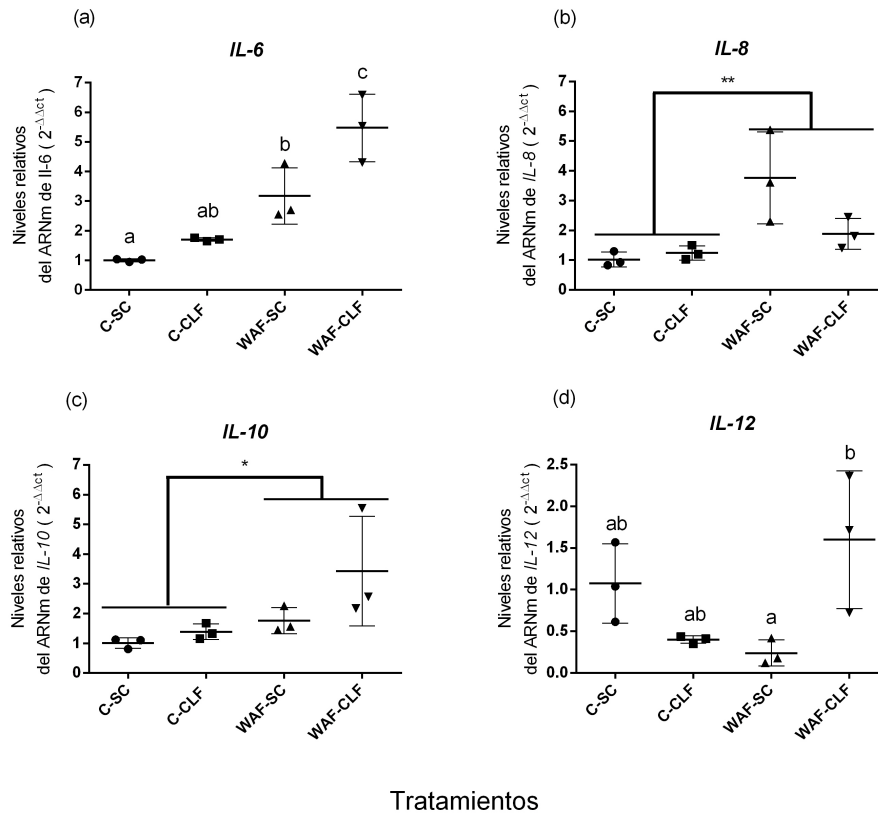 (a)
IL-6
Niveles relativos
del ARNm de Il-6 ( 2-ΔΔct )
7
6
5
4
3
2
1
0
a
ab
b
c
C-SC
C-CLF
WAF-SC
WAF-CLF
(b)
IL-8
Niveles relativos
del ARNm de IL-8 ( 2-ΔΔct )
7
6
5
4
3
2
1
0
**
C-SC
C-CLF
WAF-SC
WAF-CLF
(c)
IL-10
Niveles relativos
del ARNm de IL-10 ( 2-ΔΔct )
7
6
5
4
3
2
1
0
*
C-SC
C-CLF
WAF-SC
WAF-CLF
(d)
IL-12
Niveles relativos
del ARNm de IL-12 ( 2-ΔΔct )
2.5
2.0
1.5
1.0
0.5
0.0
ab
ab
a
b
C-SC
C-CLF
WAF-SC
WAF-CLF
Tratamientos